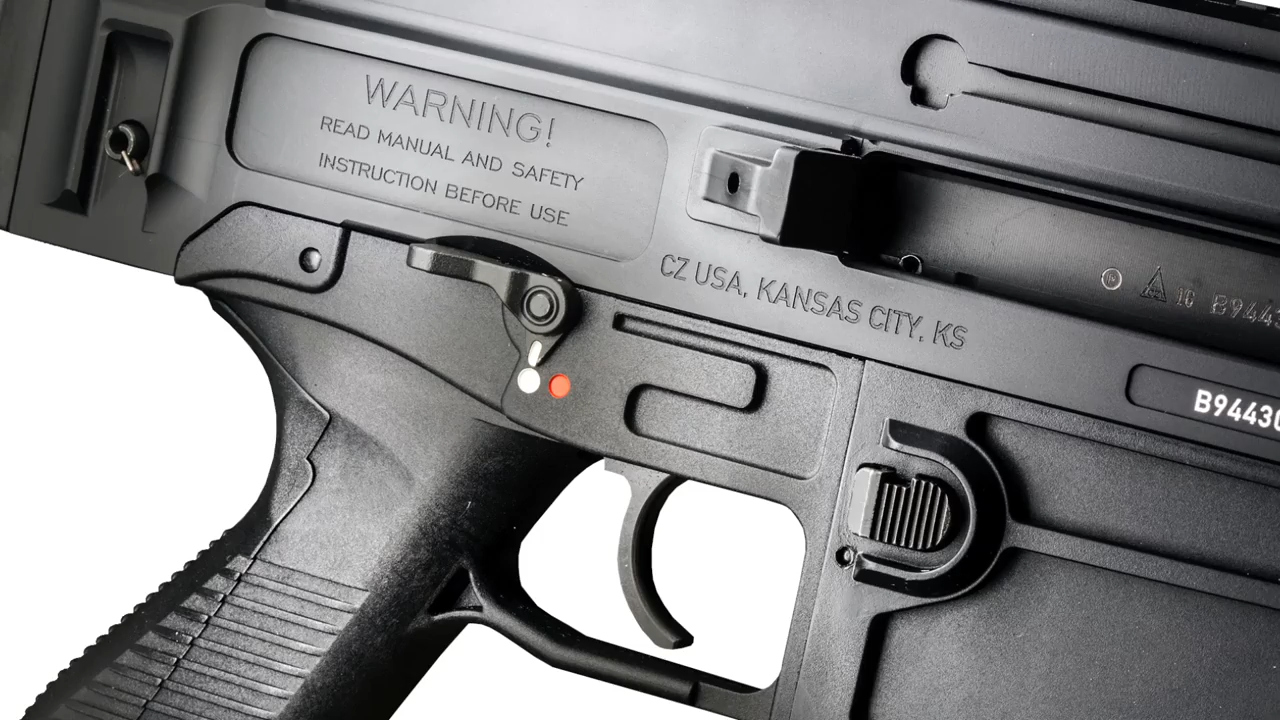 WARNING!
READ MANUAL AND SAFETY
INSTRUCTION BEFORE USE
CZ USA, KANSAS CITY, KS